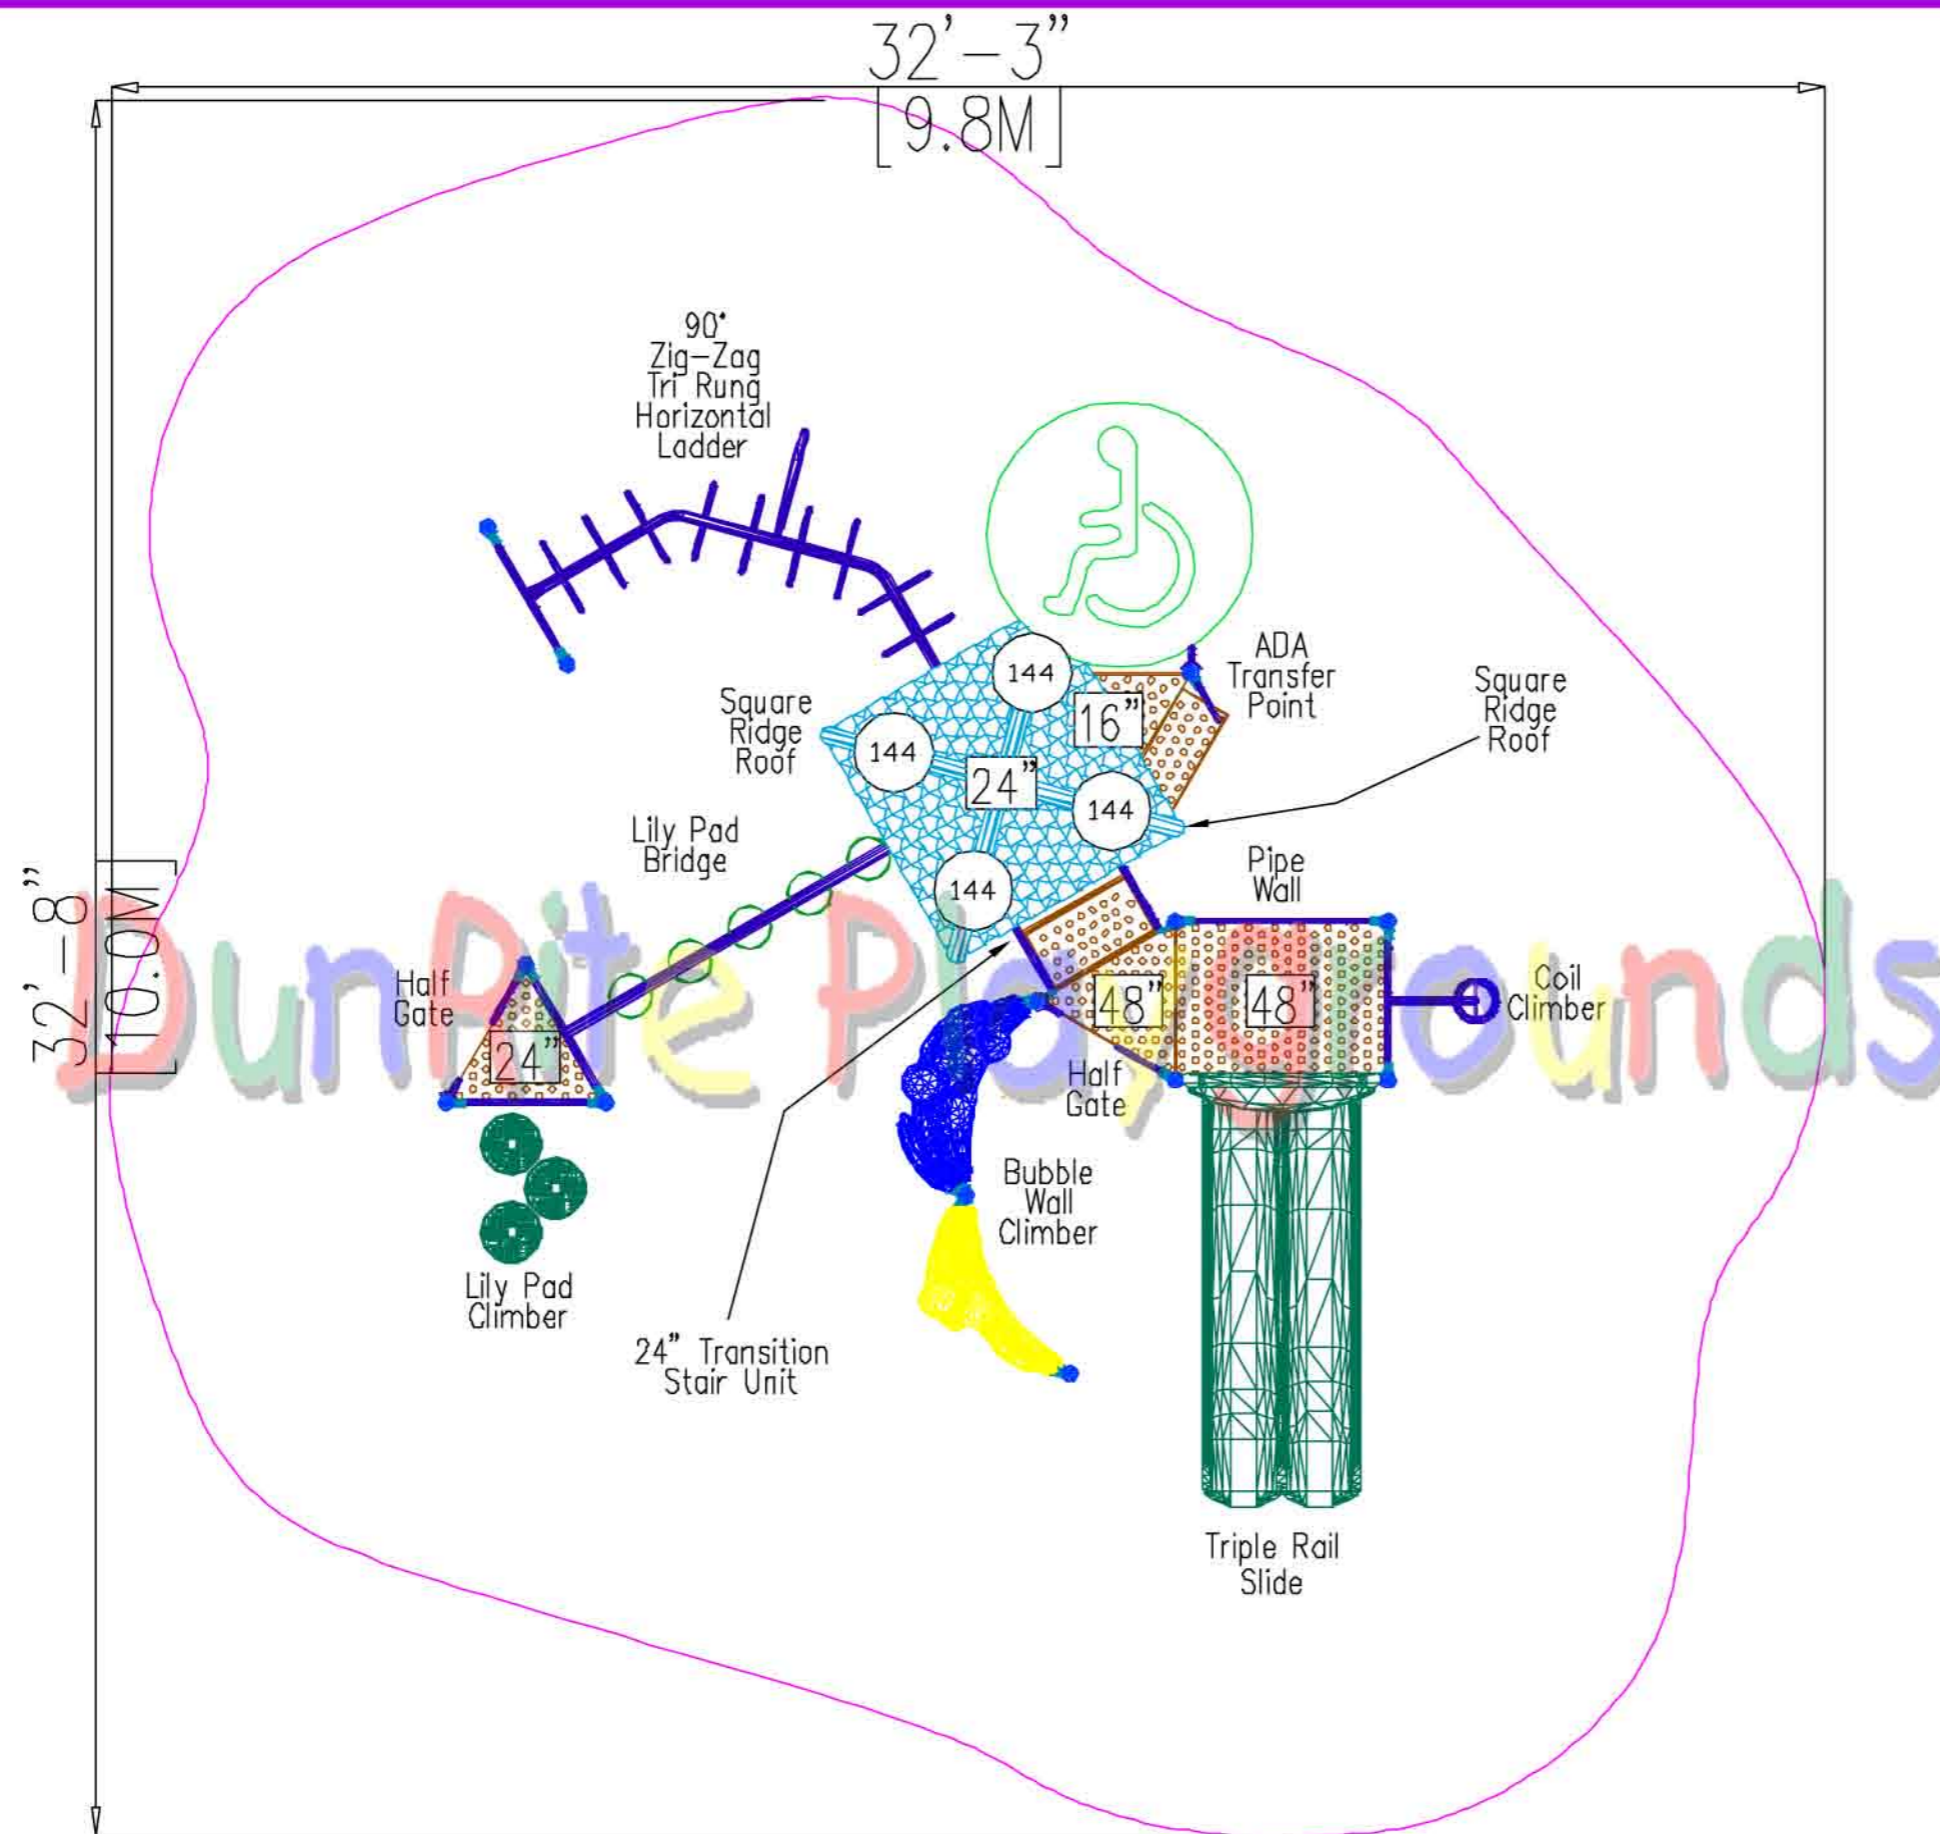 32'-3"
[9.8M]
90°
Zig-Zag
Tri Rung
Horizontal
Ladder
144
ADA
Transfer
Point
Square
Ridge
Roof
16"
Square
Ridge
Roof
144
24"
144
Lily Pad
Bridge
144
Pipe
Wall
32'-8"
[10.0M]
DunRite Playgrounds
Half
Gate
24"
48"
48"
Coil
Climber
Half
Gate
Bubble
Wall
Climber
Lily Pad
Climber
24" Transition
Stair Unit
Triple Rail
Slide